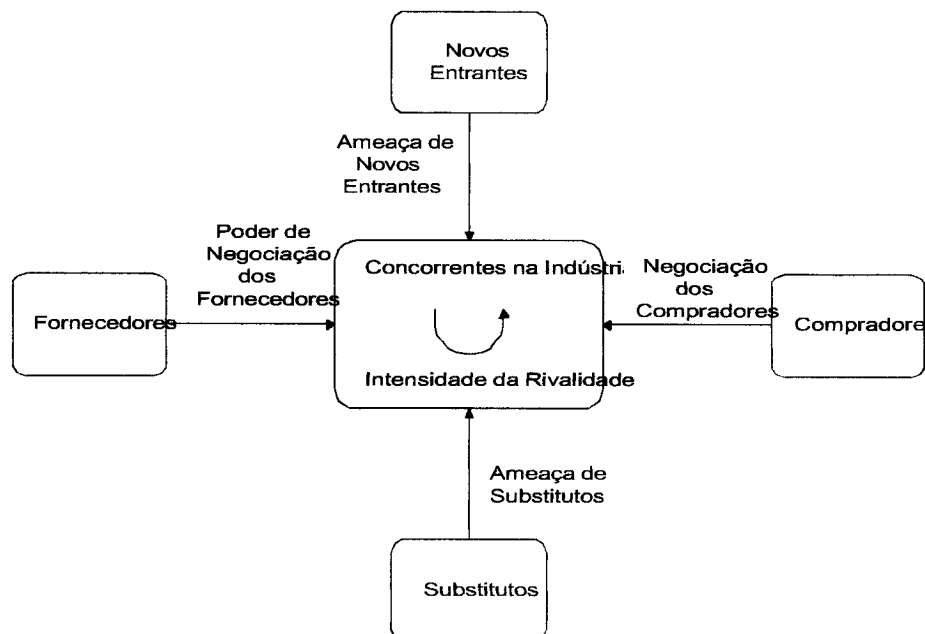 Novos
Entrantes
Ameaça de
Novos
Entrantes
Poder de
Negociação
dos
Fornecedores
Concorrentes na Indústri
Negociação
dos
Compradores
Fornecedores
Compradore
Intensidade da Rivalidade
Ameaça de
Substitutos
Substitutos